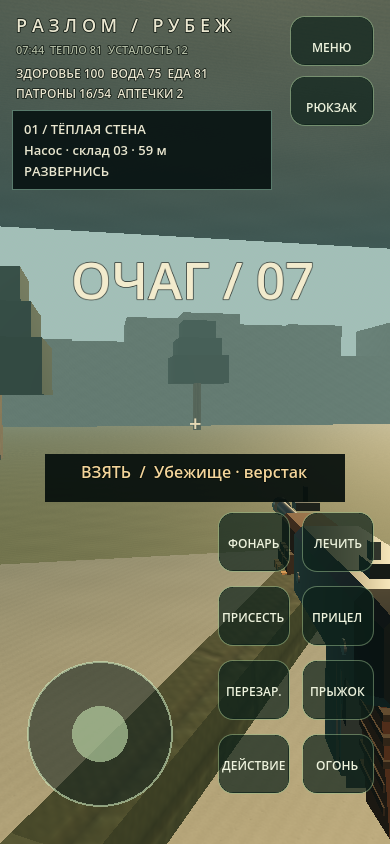 РАЗЛОМ / РУБЕЖ
07:44 ТЕПЛО 81 УСТАЛОСТЬ 12
ЗДОРОВЬЕ 100 ВОДА 75 ЕДА 81
ПАТРОНЫ 16/54 АПТЕЧКИ 2
МЕНЮ
РЮКЗАК
01 / ТЁПЛАЯ СТЕНА
Насос · склад 03 · 59 м
РАЗВЕРНИСЬ
ОЧАГ / 07
ВЗЯТЬ / Убежище · верстак
ФОНАРЬ
ЛЕЧИТЬ
ПРИСЕСТЬ
ПРИЦЕЛ
ПЕРЕЗАР.
ПРЫЖОК
ДЕЙСТВИЕ
ОГОНЬ